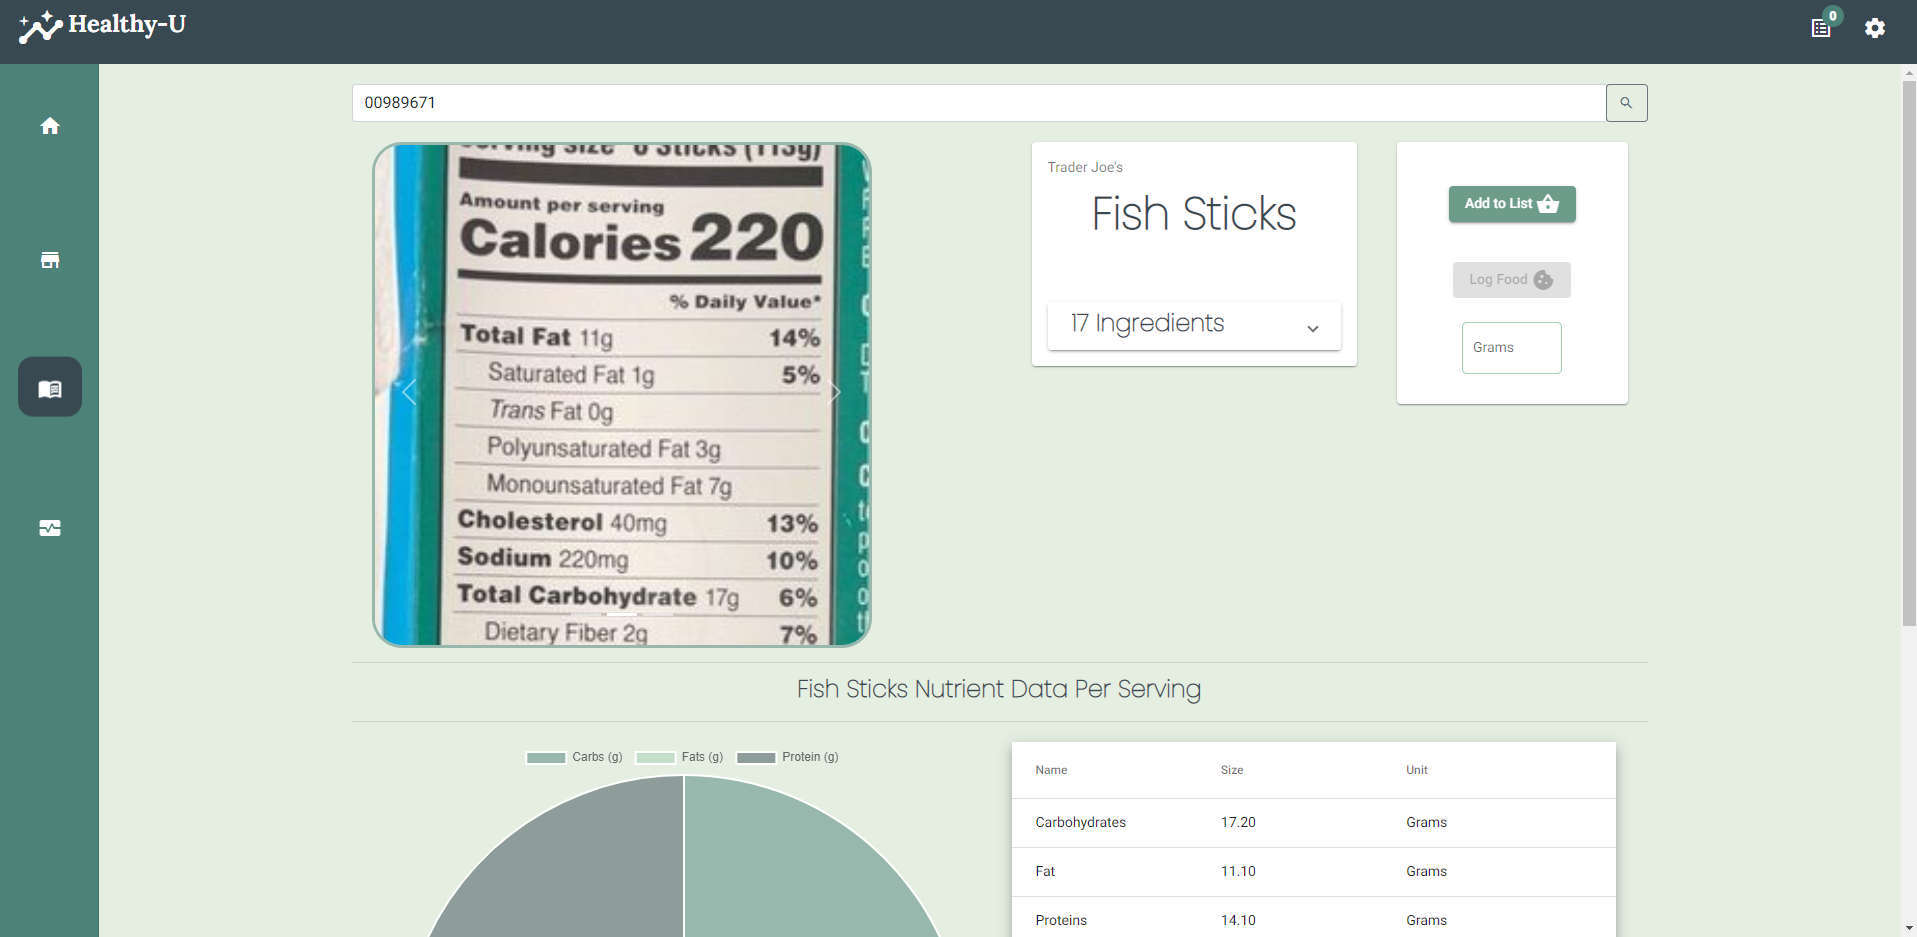 Healthy-U
0
00989671
Serving Size 6 Sticks (113g)
Amount per serving
Calories 220
% Daily Value*
Total Fat 11g 14%
Saturated Fat 1g 5%
Trans Fat 0g
Polyunsaturated Fat 3g
Monounsaturated Fat 7g
Cholesterol 40mg 13%
Sodium 220mg 10%
Total Carbohydrate 17g 6%
Dietary Fiber 2g 7%
Trader Joe's
Fish Sticks
17 Ingredients
Add to List
Log Food
Grams
Fish Sticks Nutrient Data Per Serving
Carbs (g) Fats (g) Protein (g)
Name Size Unit
Carbohydrates 17.20 Grams
Fat 11.10 Grams
Proteins 14.10 Grams